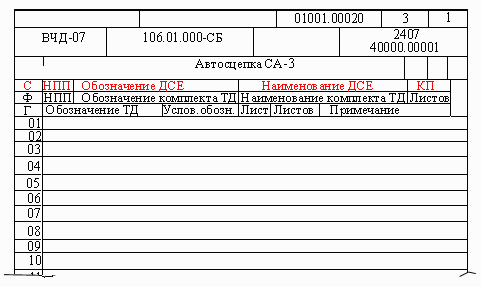 01001.00020 3 1
ВЧД-07 106.01.000-СБ 2407
40000.00001
Автосцепка СА-3
С НПП Обозначение ДСЕ Наименование ДСЕ КП
Ф НПП Обозначение комплекта ТД Наименование комплекта ТД Листов
Г Обозначение ТД Услов. обозн. Лист Листов Примечание
01
02
03
04
05
06
07
08
09
10